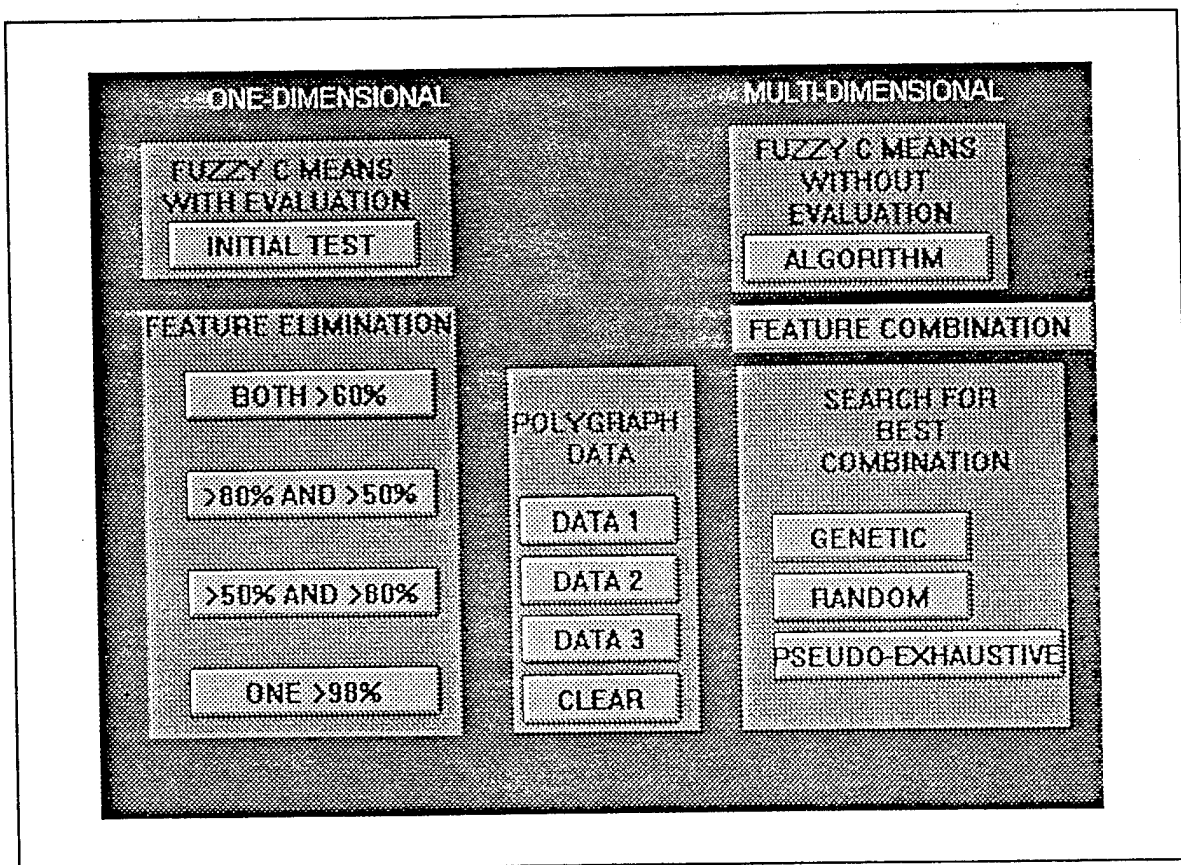 ONE-DIMENSIONAL
FUZZY C MEANS
WITH EVALUATION
INITIAL TEST
FEATURE ELIMINATION
BOTH >60%
>80% AND >50%
>50% AND >80%
ONE >98%
POLYGRAPH
DATA
DATA 1
DATA 2
DATA 3
CLEAR
MULTI-DIMENSIONAL
FUZZY C MEANS
WITHOUT
EVALUATION
ALGORITHM
FEATURE COMBINATION
SEARCH FOR
BEST
COMBINATION
GENETIC
RANDOM
PSEUDO-EXHAUSTIVE